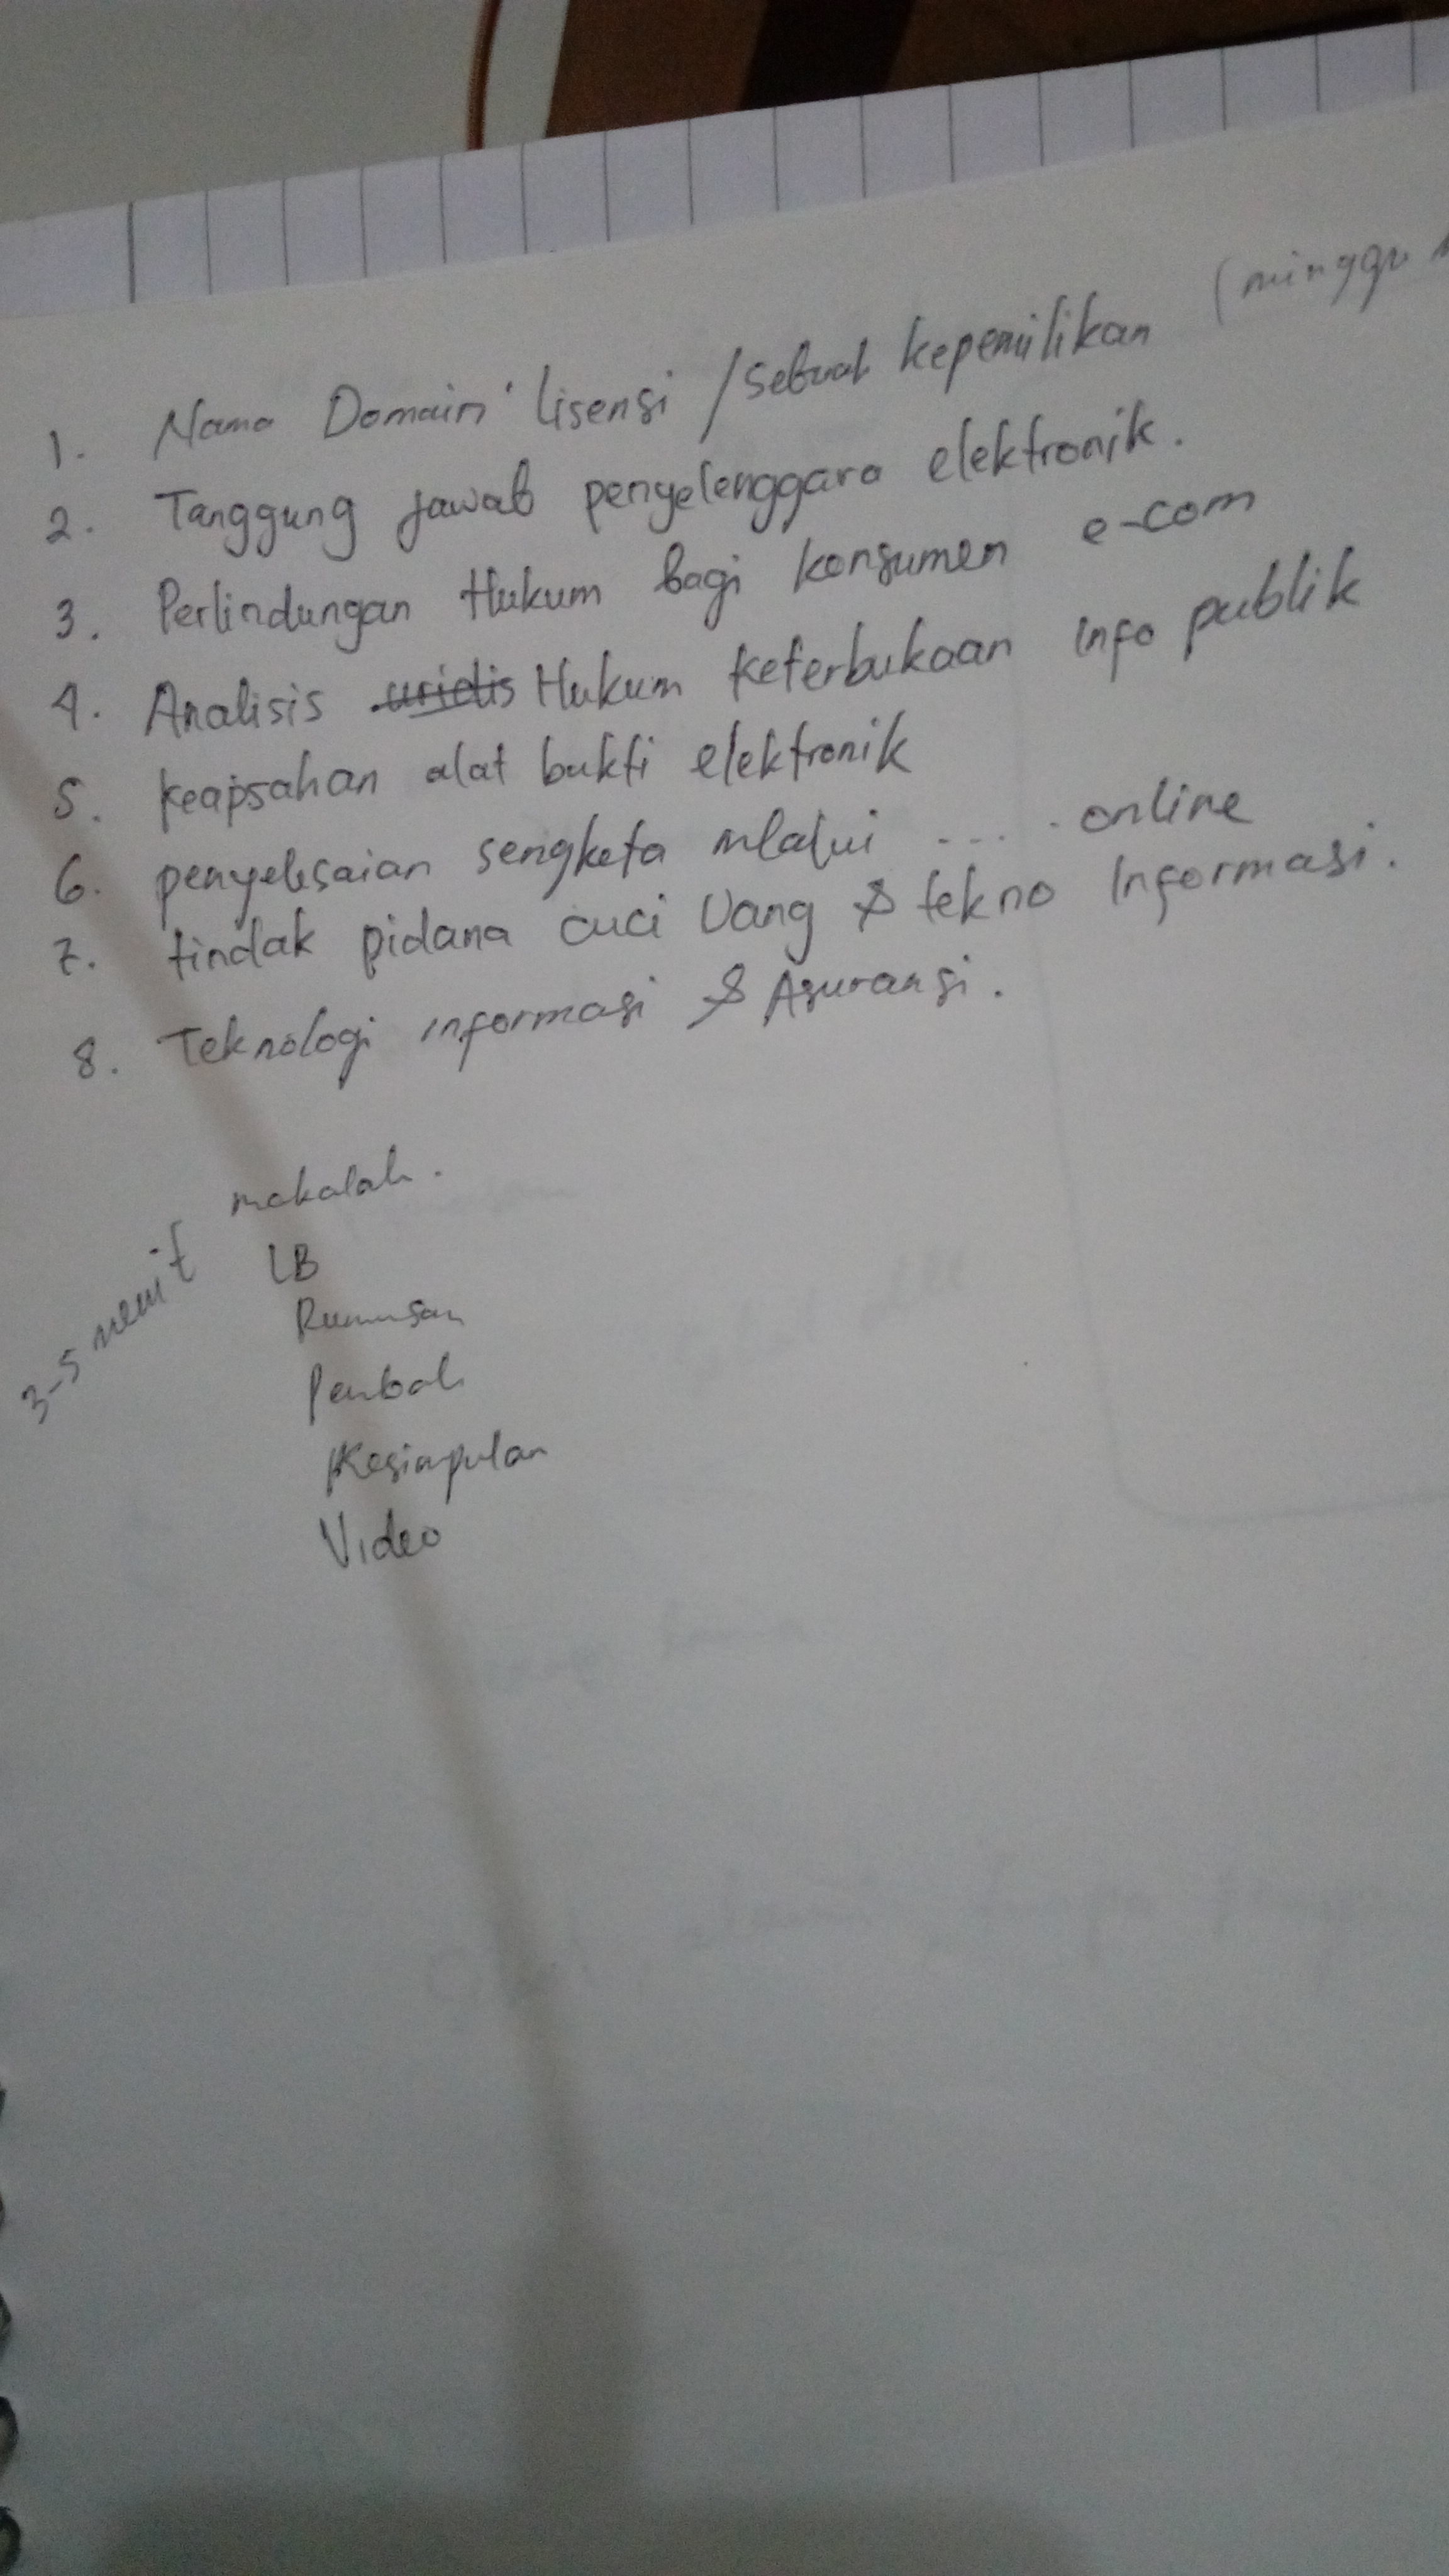 1. Nama Domain lisensi / sebuah kepemilikan (minggu
2. Tanggung jawab penyelenggara elektronik.
3. Perlindungan Hukum bagi konsumen e-com
4. Analisis uridis Hukum keterbukaan info publik
5. keapsahan alat bukti elektronik
6. penyelesaian sengketa mlalui .... online
7. tindak pidana cuci Uang & tekno Informasi.
8. Teknologi informasi & Asuransi.
makalah.
3-5 menit
LB
Rumusan
Pembah
Kesimpulan
Video